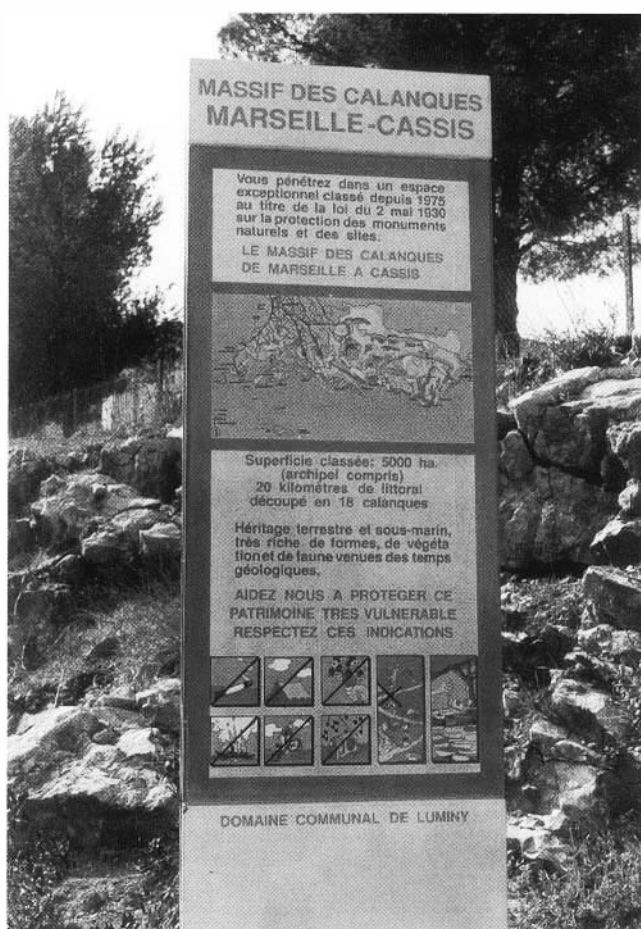 MASSIF DES CALANQUES
MARSEILLE-CASSIS
Vous pénétrez dans un espace
exceptionnel classé depuis 1975
au titre de la loi du 2 mai 1930
sur la protection des monuments
naturels et des sites.
LE MASSIF DES CALANQUES
DE MARSEILLE A CASSIS
Superficie classée: 5000 ha.
(archipel compris)
20 kilomètres de littoral
découpé en 18 calanques
Héritage terrestre et sous-marin,
très riche de formes, de végéta
tion et de faune venues des temps
géologiques.
AIDEZ NOUS A PROTEGER CE
PATRIMOINE TRES VULNERABLE
RESPECTEZ CES INDICATIONS
DOMAINE COMMUNAL DE LUMINY